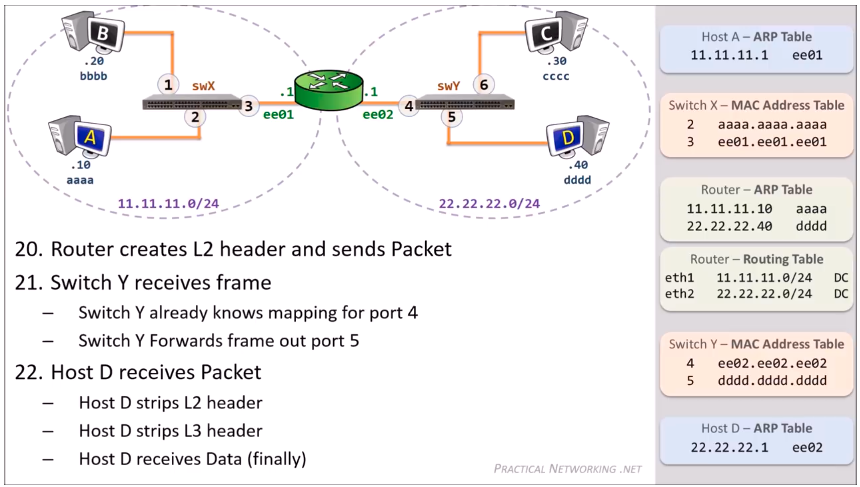 B
.20
bbbb
1
swX
2
3
.1
ee01
A
.10
aaaa
11.11.11.0/24
.1
ee02
4
swY
5
6
C
.30
cccc
D
.40
dddd
22.22.22.0/24
20. Router creates L2 header and sends Packet
21. Switch Y receives frame
– Switch Y already knows mapping for port 4
– Switch Y Forwards frame out port 5
22. Host D receives Packet
– Host D strips L2 header
– Host D strips L3 header
– Host D receives Data (finally)
PRACTICAL NETWORKING .NET
Host A – ARP Table
11.11.11.1 ee01
Switch X – MAC Address Table
2 aaaa.aaaa.aaaa
3 ee01.ee01.ee01
Router – ARP Table
11.11.11.10 aaaa
22.22.22.40 dddd
Router – Routing Table
eth1 11.11.11.0/24 DC
eth2 22.22.22.0/24 DC
Switch Y – MAC Address Table
4 ee02.ee02.ee02
5 dddd.dddd.dddd
Host D – ARP Table
22.22.22.1 ee02